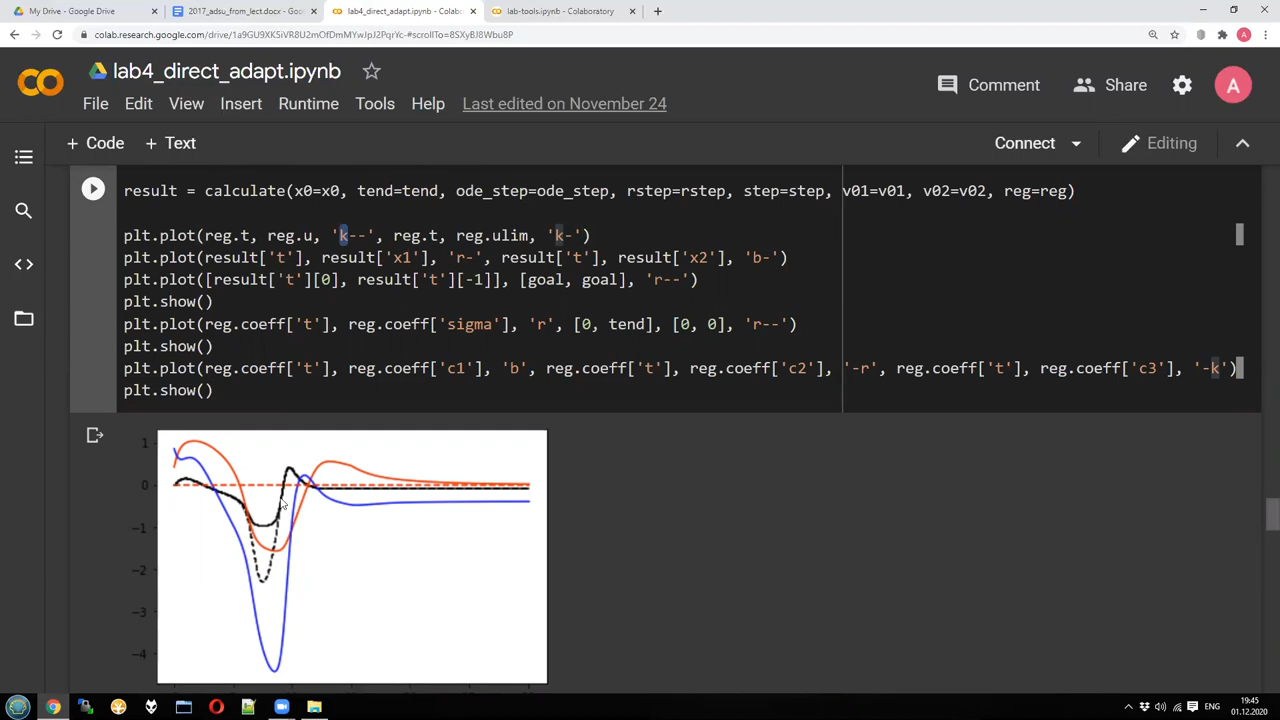 My Drive - Google Drive
2017_adsu_from_lect.docx - Goog
lab4_direct_adapt.ipynb - Colab
lab-tools.ipynb - Colaboratory
colab.research.google.com/drive/1a9GU9XK5iVR8U2mOfDmMYwJpJ2PqrYc-#scrollTo=8SXyBJ8Wbu8P
A
lab4_direct_adapt.ipynb
Comment
Share
A
File Edit View Insert Runtime Tools Help Last edited on November 24
+ Code + Text
Connect
Editing
result = calculate(x0=x0, tend=tend, ode_step=ode_step, rstep=rstep, step=step, v01=v01, v02=v02, reg=reg)
plt.plot(reg.t, reg.u, 'k--', reg.t, reg.ulim, 'k-')
plt.plot(result['t'], result['x1'], 'r-', result['t'], result['x2'], 'b-')
plt.plot([result['t'][0], result['t'][-1]], [goal, goal], 'r--')
plt.show()
plt.plot(reg.coeff['t'], reg.coeff['sigma'], 'r', [0, tend], [0, 0], 'r--')
plt.show()
plt.plot(reg.coeff['t'], reg.coeff['c1'], 'b', reg.coeff['t'], reg.coeff['c2'], '-r', reg.coeff['t'], reg.coeff['c3'], '-k')
plt.show()
1
0
-1
-2
-3
-4
ENG
19:45
01.12.2020